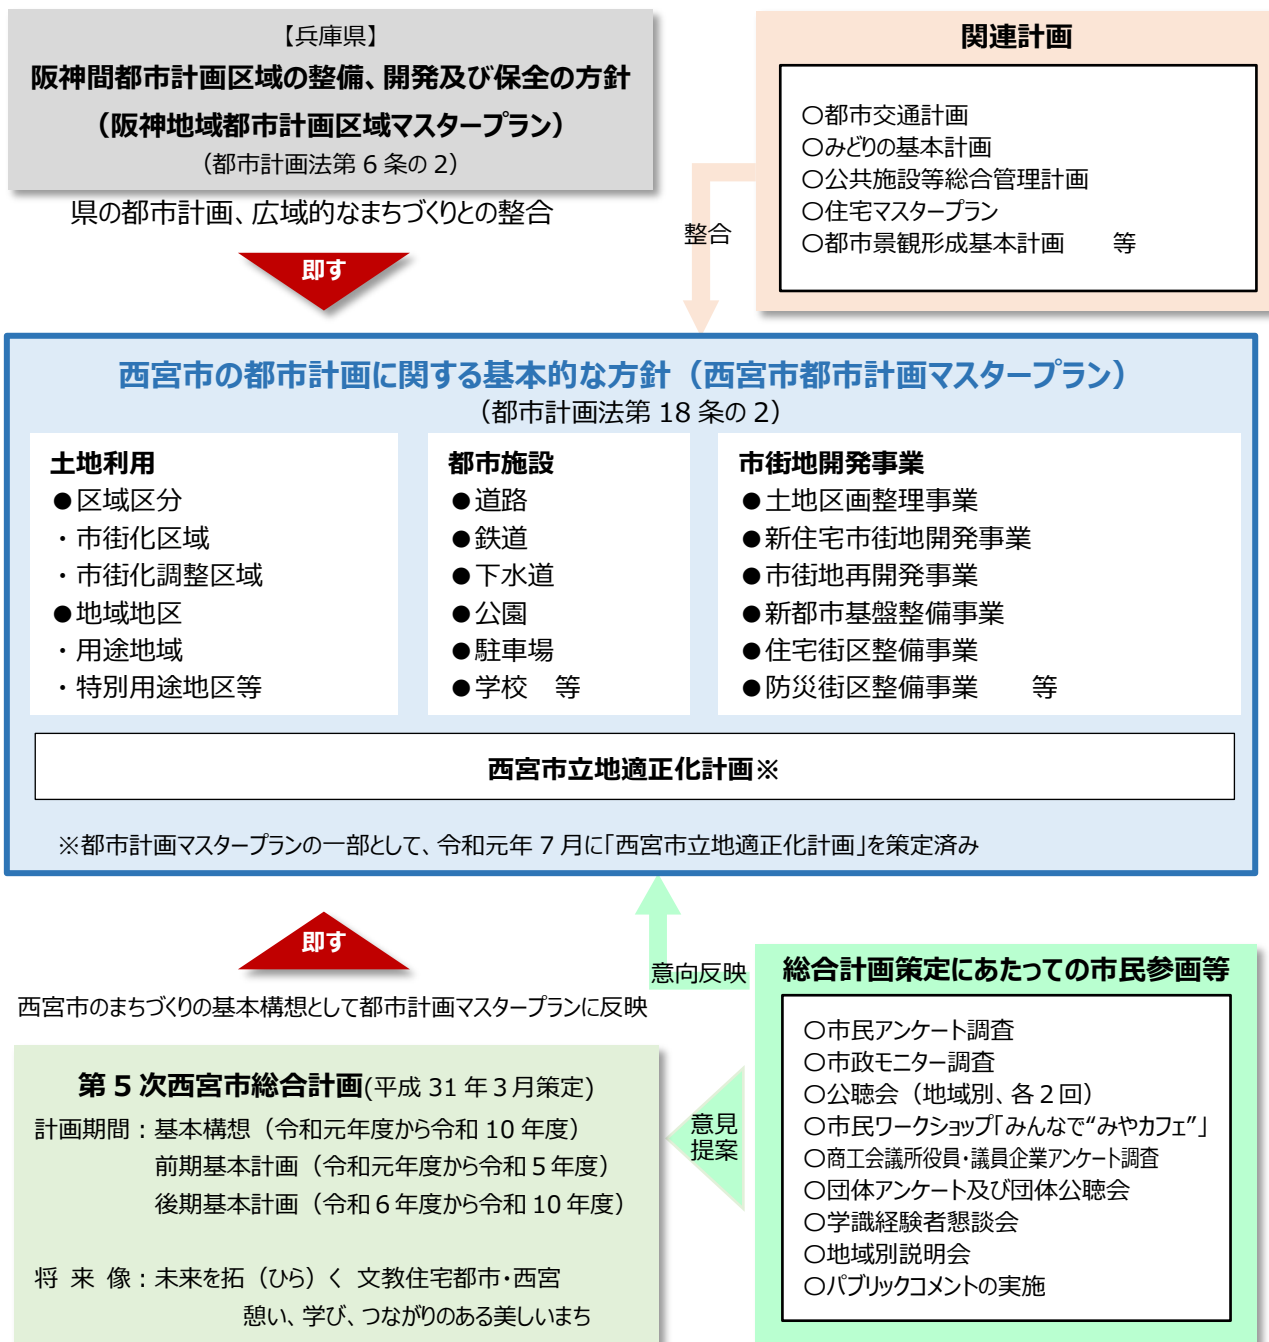 【兵庫県】
阪神間都市計画区域の整備、開発及び保全の方針
（阪神地域都市計画区域マスタープラン）
（都市計画法第６条の２）
県の都市計画、広域的なまちづくりとの整合
即す
関連計画
〇都市交通計画
〇みどりの基本計画
〇公共施設等総合管理計画
〇住宅マスタープラン
〇都市景観形成基本計画　　等
整合
西宮市の都市計画に関する基本的な方針（西宮市都市計画マスタープラン）
（都市計画法第 18 条の２）
土地利用
●区域区分
・市街化区域
・市街化調整区域
●地域地区
・用途地域
・特別用途地区等
都市施設
●道路
●鉄道
●下水道
●公園
●駐車場
●学校　等
市街地開発事業
●土地区画整理事業
●新住宅市街地開発事業
●市街地再開発事業
●新都市基盤整備事業
●住宅街区整備事業
●防災街区整備事業　　等
西宮市立地適正化計画※
※都市計画マスタープランの一部として、令和元年７月に「西宮市立地適正化計画」を策定済み
即す
西宮市のまちづくりの基本構想として都市計画マスタープランに反映
第５次西宮市総合計画(平成 31 年３月策定)
計画期間：基本構想（令和元年度から令和 10 年度）
前期基本計画（令和元年度から令和５年度）
後期基本計画（令和６年度から令和 10 年度）
将 来 像：未来を拓（ひら）く 文教住宅都市・西宮
憩い、学び、つながりのある美しいまち
意向反映
意見
提案
総合計画策定にあたっての市民参画等
〇市民アンケート調査
〇市政モニター調査
〇公聴会（地域別、各２回）
〇市民ワークショップ「みんなで“みやカフェ”」
〇商工会議所役員・議員企業アンケート調査
〇団体アンケート及び団体公聴会
〇学識経験者懇談会
〇地域別説明会
〇パブリックコメントの実施